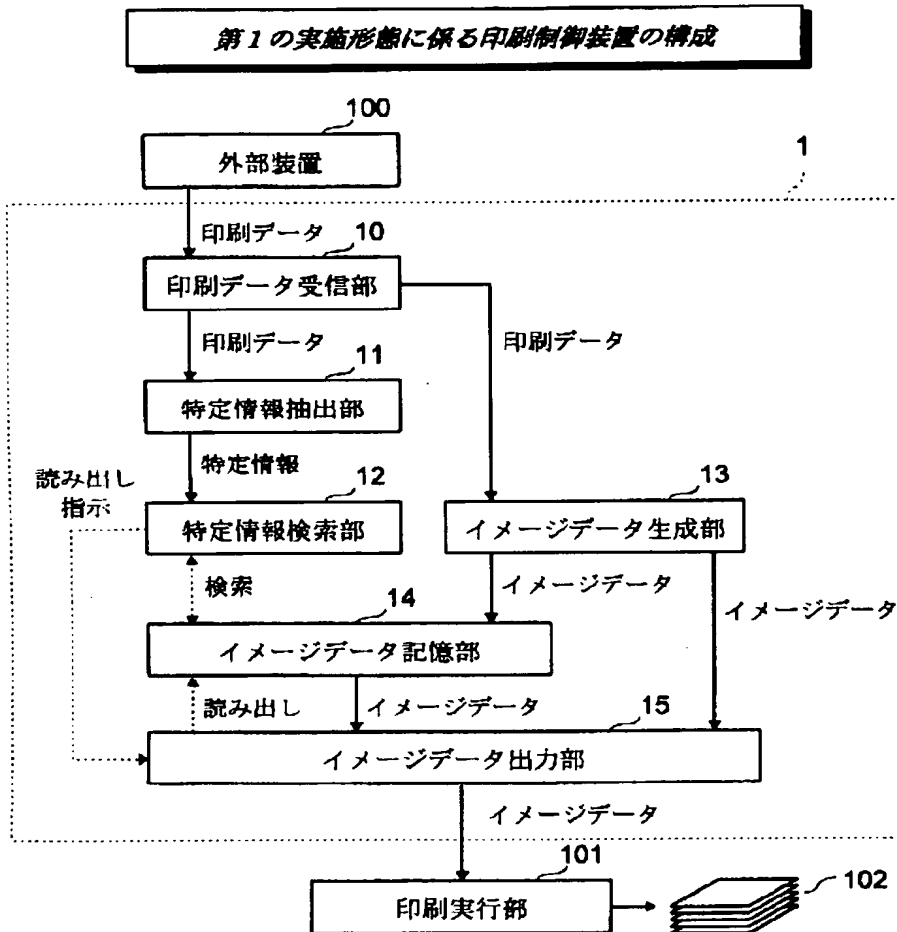 第1の実施形態に係る印刷制御装置の構成
100
外部装置
1
印刷データ
10
印刷データ受信部
印刷データ
印刷データ
11
特定情報抽出部
特定情報
読み出し
指示
12
特定情報検索部
13
イメージデータ生成部
検索
イメージデータ
イメージデータ
14
イメージデータ記憶部
読み出し
イメージデータ
15
イメージデータ出力部
イメージデータ
101
印刷実行部
102